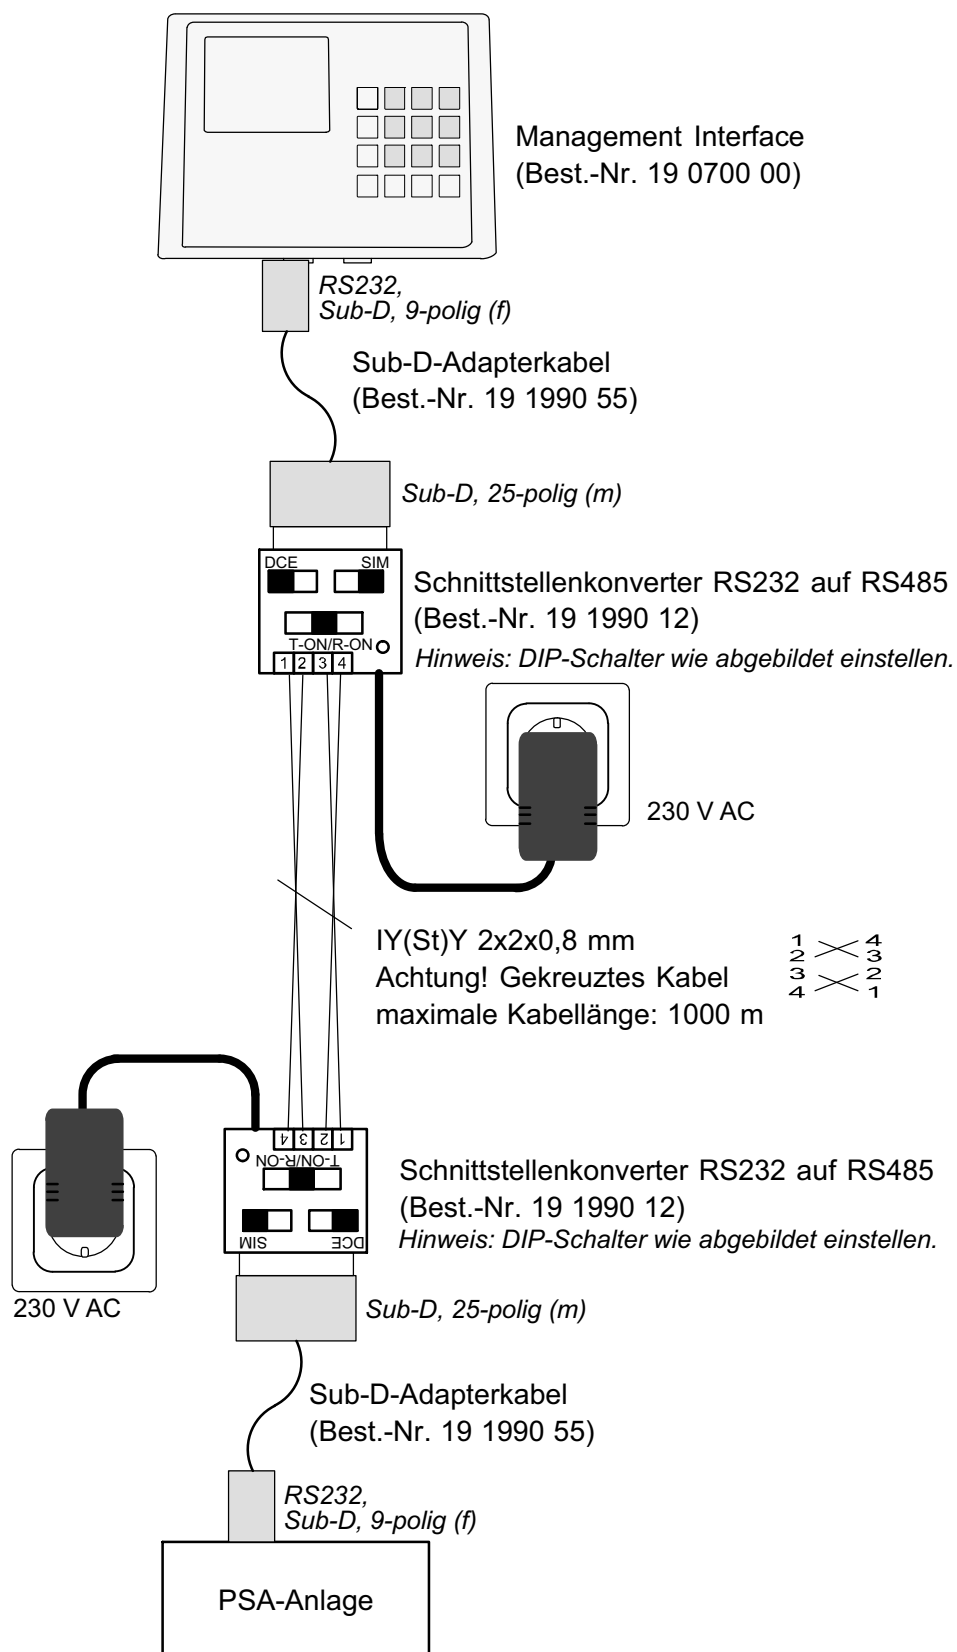 Management Interface
(Best.-Nr. 19 0700 00)
RS232,
Sub-D, 9-polig (f)
Sub-D-Adapterkabel
(Best.-Nr. 19 1990 55)
Sub-D, 25-polig (m)
DCE SIM
T-ON/R-ON
1 2 3 4
Schnittstellenkonverter RS232 auf RS485
(Best.-Nr. 19 1990 12)
Hinweis: DIP-Schalter wie abgebildet einstellen.
230 V AC
IY(St)Y 2x2x0,8 mm
Achtung! Gekreuztes Kabel
maximale Kabellänge: 1000 m
1 4
2 3
3 2
4 1
4 3 2 1
T-ON/R-ON
SIM DCE
Schnittstellenkonverter RS232 auf RS485
(Best.-Nr. 19 1990 12)
Hinweis: DIP-Schalter wie abgebildet einstellen.
230 V AC
Sub-D, 25-polig (m)
Sub-D-Adapterkabel
(Best.-Nr. 19 1990 55)
RS232,
Sub-D, 9-polig (f)
PSA-Anlage